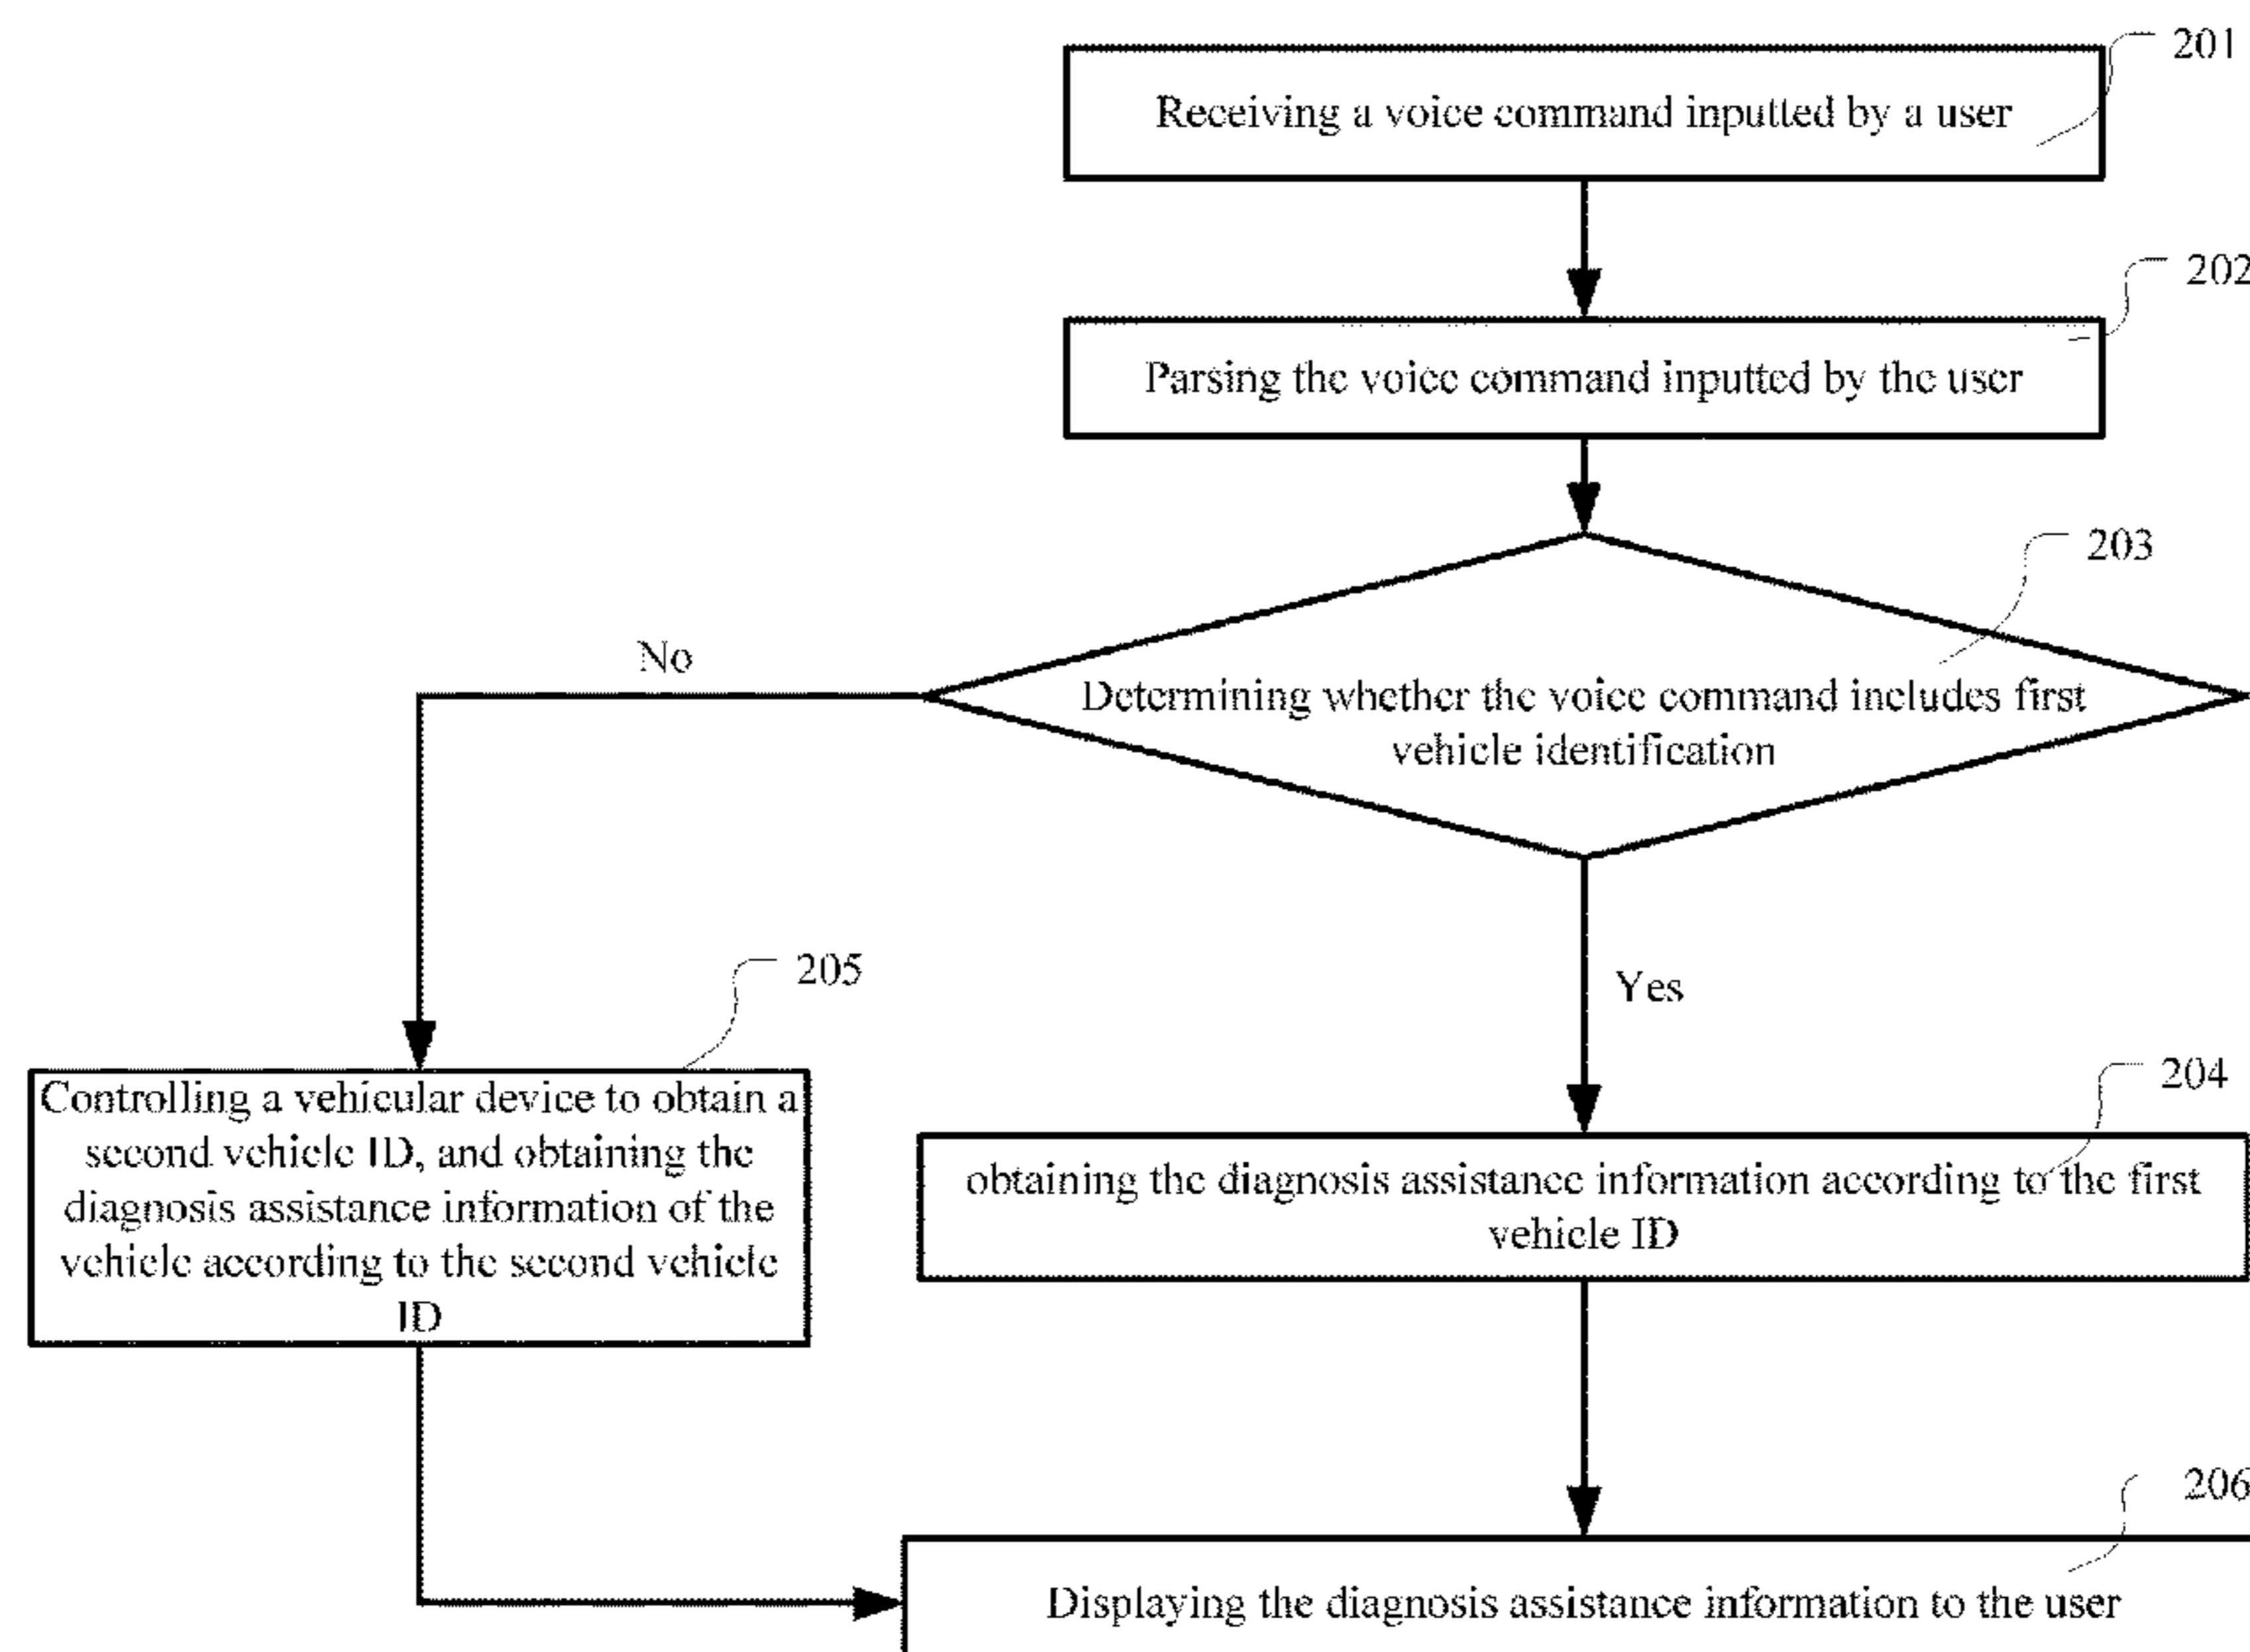 201
Receiving a voice command inputted by a user
202
Parsing the voice command inputted by the user
203
Determining whether the voice command includes first
vehicle identification
No
Yes
205
Controlling a vehicular device to obtain a
second vehicle ID, and obtaining the
diagnosis assistance information of the
vehicle according to the second vehicle
ID
204
obtaining the diagnosis assistance information according to the first
vehicle ID
206
Displaying the diagnosis assistance information to the user